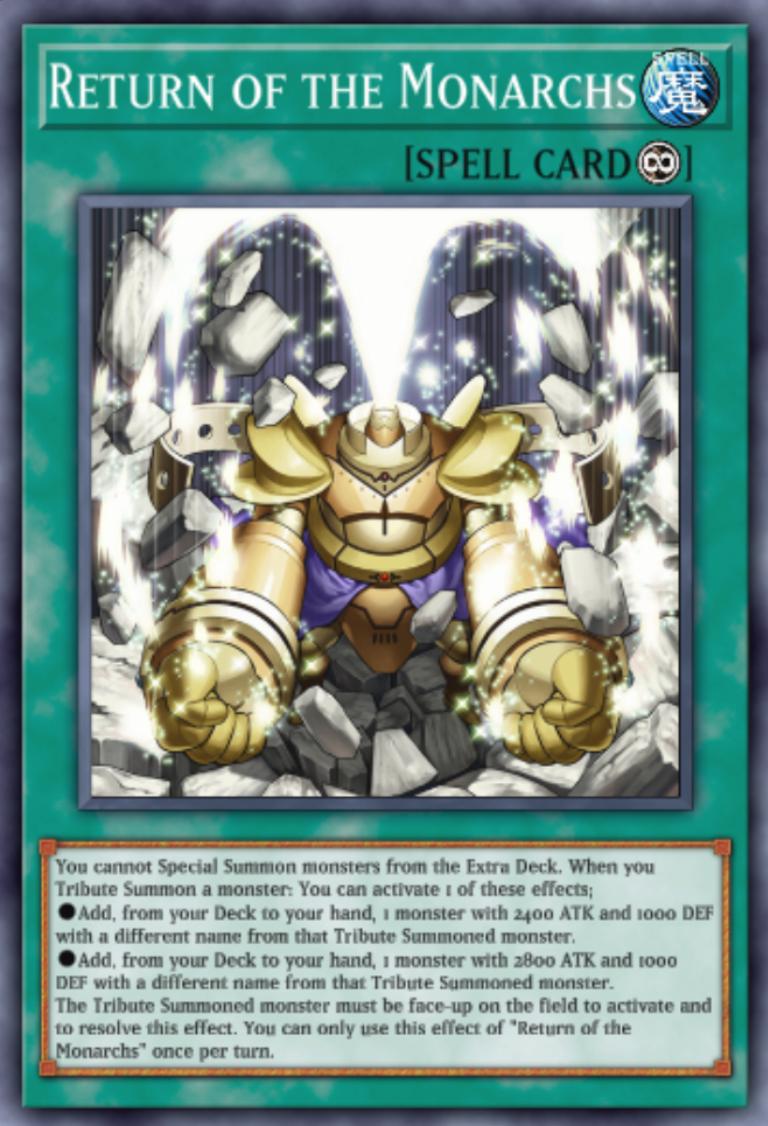 Return of the Monarchs
SPELL
魔
[SPELL CARD]
You cannot Special Summon monsters from the Extra Deck. When you
Tribute Summon a monster: You can activate 1 of these effects;
●Add, from your Deck to your hand, 1 monster with 2400 ATK and 1000 DEF
with a different name from that Tribute Summoned monster.
●Add, from your Deck to your hand, 1 monster with 2800 ATK and 1000
DEF with a different name from that Tribute Summoned monster.
The Tribute Summoned monster must be face-up on the field to activate and
to resolve this effect. You can only use this effect of "Return of the
Monarchs" once per turn.